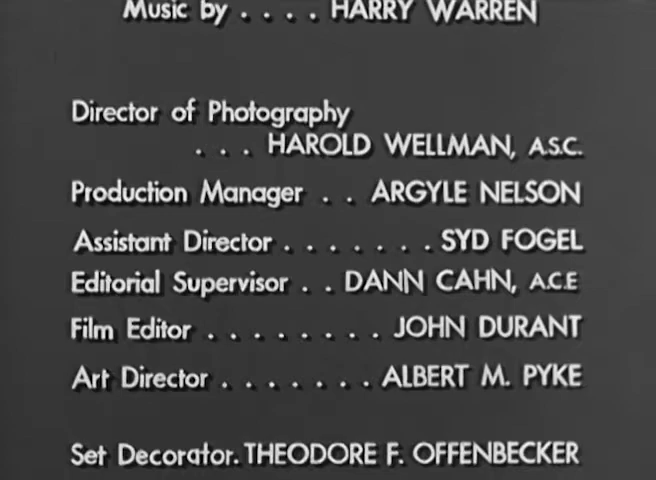 Music by . . . . HARRY WARREN
Director of Photography
. . . HAROLD WELLMAN, A.S.C.
Production Manager . . ARGYLE NELSON
Assistant Director . . . . . . . SYD FOGEL
Editorial Supervisor . . DANN CAHN, A.C.E
Film Editor . . . . . . . . JOHN DURANT
Art Director . . . . . . . ALBERT M. PYKE
Set Decorator. THEODORE F. OFFENBECKER